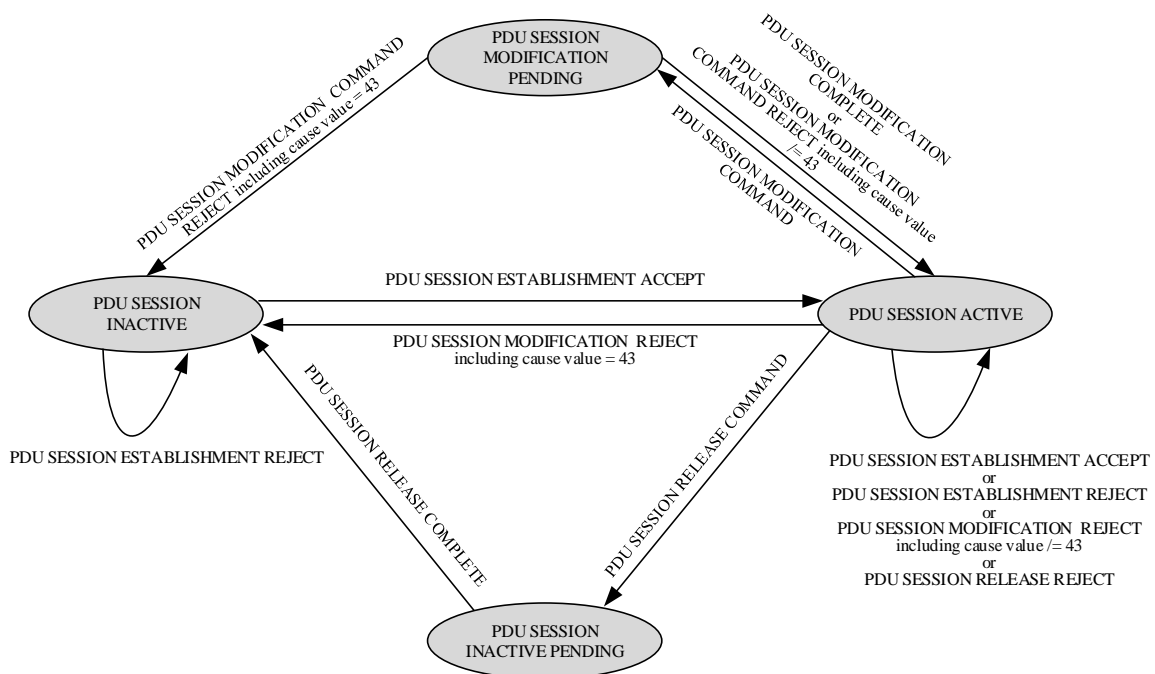 PDU SESSION
MODIFICATION
PENDING
PDU SESSION MODIFICATION COMMAND
REJECT including cause value = 43
PDU SESSION MODIFICATION
COMPLETE
or
PDU SESSION MODIFICATION
COMMAND REJECT including cause value
/= 43
PDU SESSION MODIFICATION
COMMAND
PDU SESSION
INACTIVE
PDU SESSION ESTABLISHMENT ACCEPT
PDU SESSION ACTIVE
PDU SESSION MODIFICATION REJECT
including cause value = 43
PDU SESSION ESTABLISHMENT REJECT
PDU SESSION RELEASE COMPLETE
PDU SESSION RELEASE COMMAND
PDU SESSION ESTABLISHMENT ACCEPT
or
PDU SESSION ESTABLISHMENT REJECT
or
PDU SESSION MODIFICATION REJECT
including cause value /= 43
or
PDU SESSION RELEASE REJECT
PDU SESSION
INACTIVE PENDING